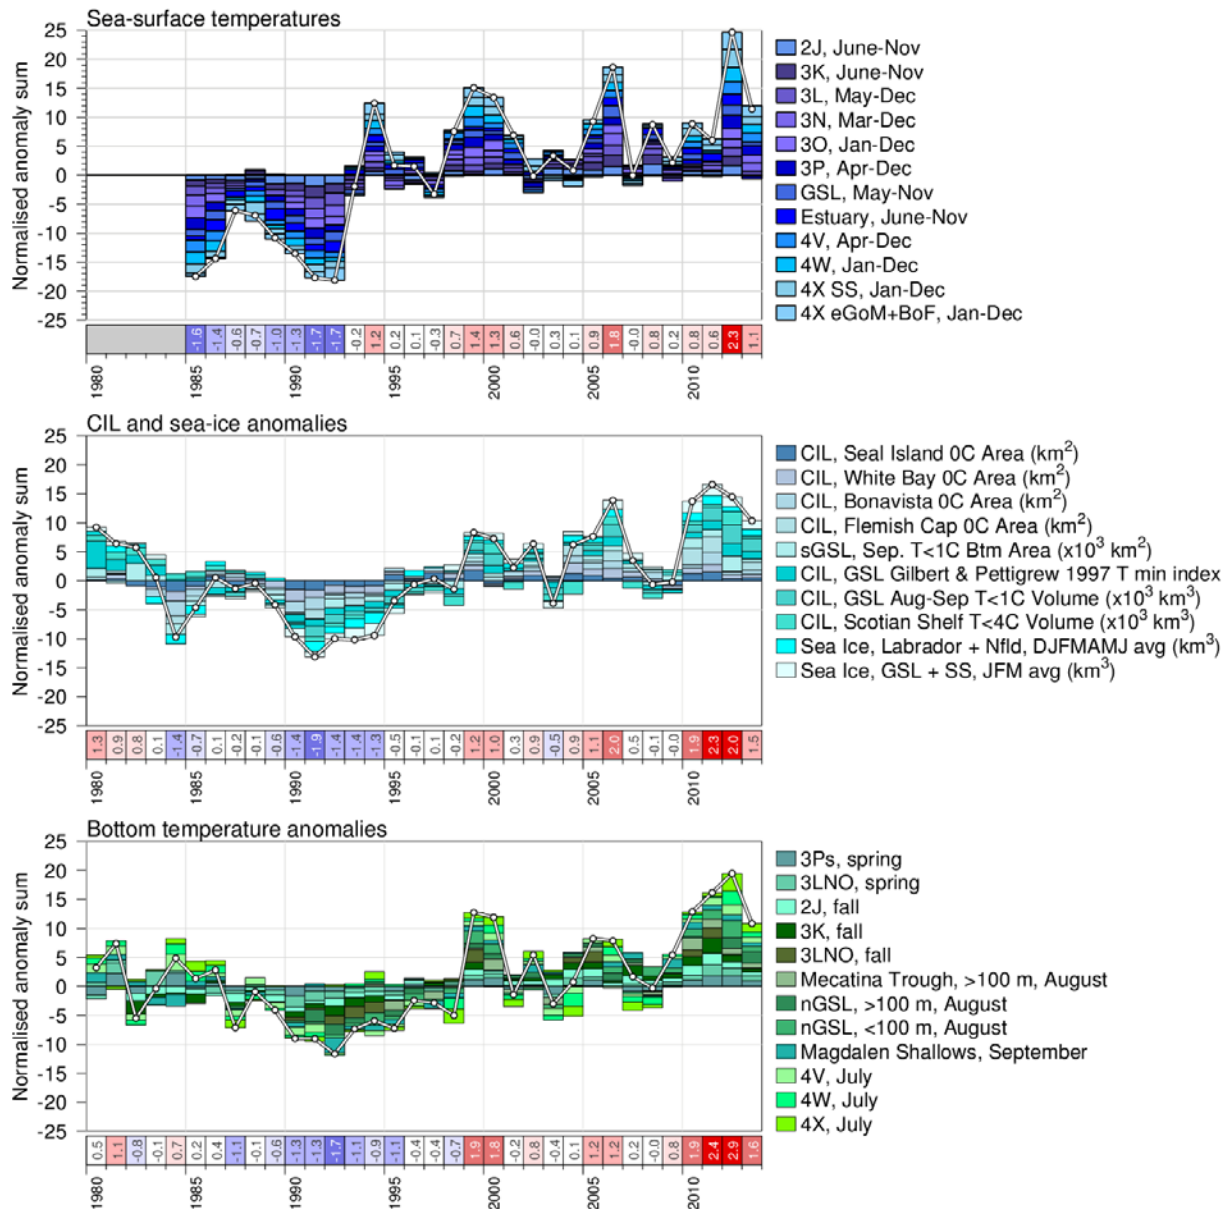 Sea-surface temperatures
Normalised anomaly sum
25
20
15
10
5
0
-5
-10
-15
-20
-25
2J, June-Nov
3K, June-Nov
3L, May-Dec
3N, Mar-Dec
3O, Jan-Dec
3P, Apr-Dec
GSL, May-Nov
Estuary, June-Nov
4V, Apr-Dec
4W, Jan-Dec
4X SS, Jan-Dec
4X eGoM+BoF, Jan-Dec
-1.6 -1.4 -0.6 -0.7 -1.0 -1.3 -1.7 -1.7 -0.2 1.2 0.2 0.1 -0.3 0.7 1.4 1.3 0.6 -0.0 0.3 0.1 0.9 1.8 -0.0 0.8 0.2 0.8 0.6 2.3 1.1
1980 1985 1990 1995 2000 2005 2010
CIL and sea-ice anomalies
Normalised anomaly sum
25
20
15
10
5
0
-5
-10
-15
-20
-25
CIL, Seal Island 0C Area (km²)
CIL, White Bay 0C Area (km²)
CIL, Bonavista 0C Area (km²)
CIL, Flemish Cap 0C Area (km²)
sGSL, Sep. T<1C Btm Area (x10³ km²)
CIL, GSL Gilbert & Pettigrew 1997 T min index
CIL, GSL Aug-Sep T<1C Volume (x10³ km³)
CIL, Scotian Shelf T<4C Volume (x10³ km³)
Sea Ice, Labrador + Nfld, DJFMAMJ avg (km³)
Sea Ice, GSL + SS, JFM avg (km³)
1.3 0.9 0.8 0.1 -1.4 -0.7 0.1 -0.2 -0.1 -0.6 -1.4 -1.9 -1.4 -1.4 -1.3 -0.5 -0.1 0.1 -0.2 1.2 1.0 0.3 0.9 -0.5 0.9 1.1 2.0 0.5 -0.1 -0.0 1.9 2.3 2.0 1.5
1980 1985 1990 1995 2000 2005 2010
Bottom temperature anomalies
Normalised anomaly sum
25
20
15
10
5
0
-5
-10
-15
-20
-25
3Ps, spring
3LNO, spring
2J, fall
3K, fall
3LNO, fall
Mecatina Trough, >100 m, August
nGSL, >100 m, August
nGSL, <100 m, August
Magdalen Shallows, September
4V, July
4W, July
4X, July
0.5 1.1 -0.8 -0.1 0.7 0.2 0.4 -1.1 -0.1 -0.6 -1.3 -1.3 -1.7 -1.1 -0.9 -1.1 -0.4 -0.4 -0.7 1.9 1.8 -0.2 0.8 -0.4 0.1 1.2 1.2 0.2 -0.0 0.8 1.9 2.4 2.9 1.6
1980 1985 1990 1995 2000 2005 2010